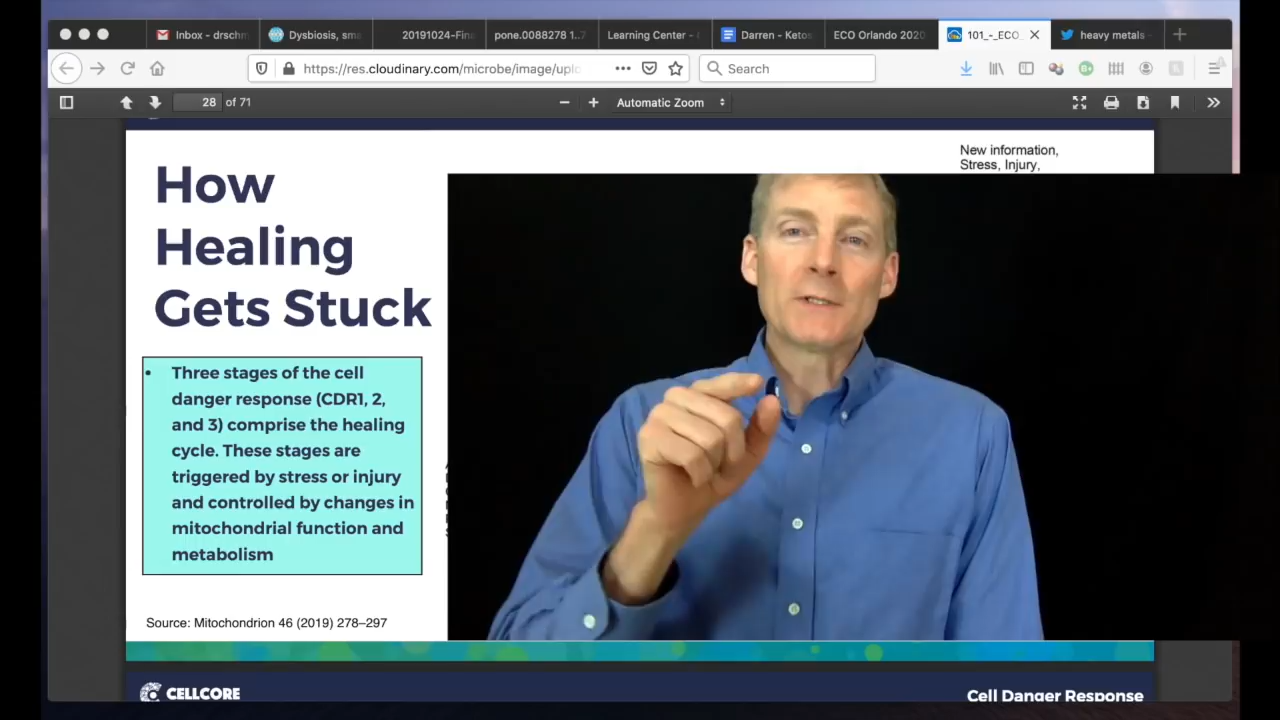 Inbox - drschm
Dysbiosis, sma
20191024-Fin
pone.0088278 1..7
Learning Center -
Darren - Ketos
ECO Orlando 2020
101_-_ECO_
heavy metals -
https://res.cloudinary.com/microbe/image/uplo
Search
28 of 71
Automatic Zoom
How
Healing
Gets Stuck
New information,
Stress, Injury,
• Three stages of the cell
danger response (CDR1, 2,
and 3) comprise the healing
cycle. These stages are
triggered by stress or injury
and controlled by changes in
mitochondrial function and
metabolism
Source: Mitochondrion 46 (2019) 278–297
CELLCORE
Cell Danger Response